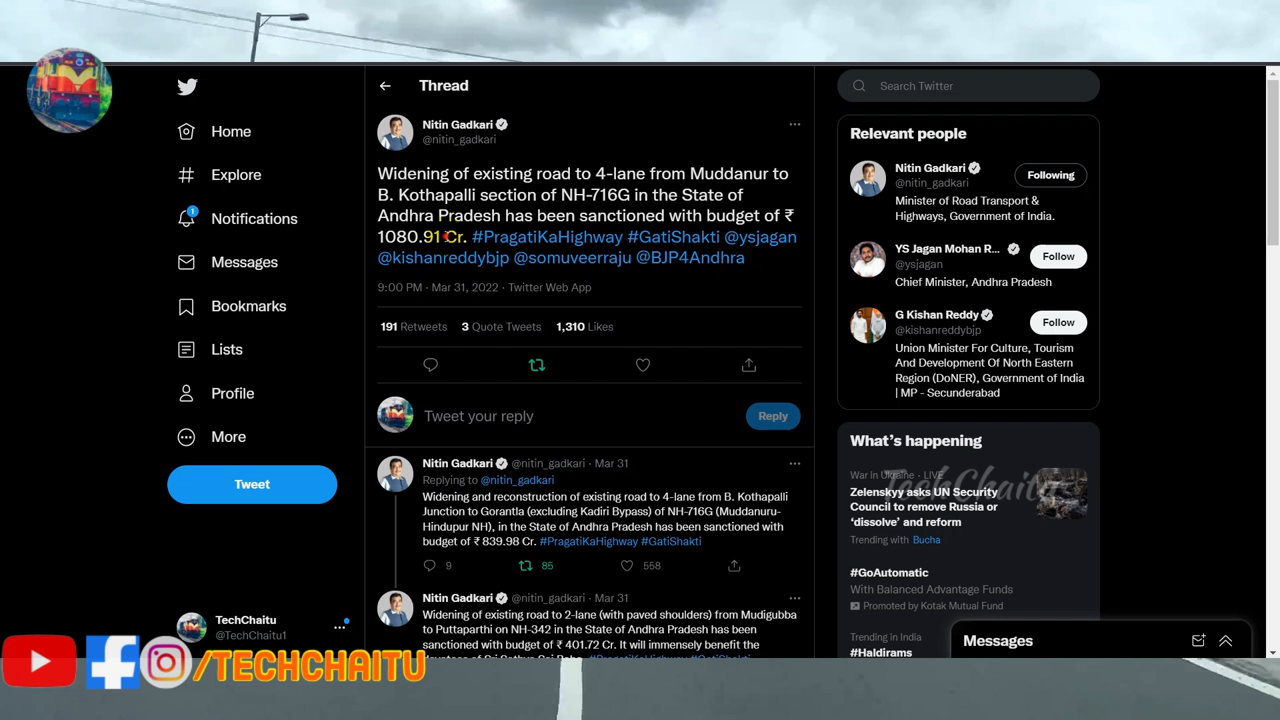 Home
Explore
Notifications
1
Messages
Bookmarks
Lists
Profile
More
Tweet
TechChaitu
@TechChaitu1
/TECHCHAITU
Thread
Nitin Gadkari
@nitin_gadkari
Widening of existing road to 4-lane from Muddanur to
B. Kothapalli section of NH-716G in the State of
Andhra Pradesh has been sanctioned with budget of ₹
1080.91 Cr. #PragatiKaHighway #GatiShakti @ysjagan
@kishanreddybjp @somuveerraju @BJP4Andhra
9:00 PM · Mar 31, 2022 · Twitter Web App
191 Retweets 3 Quote Tweets 1,310 Likes
Tweet your reply
Reply
Nitin Gadkari @nitin_gadkari · Mar 31
Replying to @nitin_gadkari
Widening and reconstruction of existing road to 4-lane from B. Kothapalli
Junction to Gorantla (excluding Kadiri Bypass) of NH-716G (Muddanuru-
Hindupur NH), in the State of Andhra Pradesh has been sanctioned with
budget of ₹ 839.98 Cr. #PragatiKaHighway #GatiShakti
9 85 558
Nitin Gadkari @nitin_gadkari · Mar 31
Widening of existing road to 2-lane (with paved shoulders) from Mudigubba
to Puttaparthi on NH-342 in the State of Andhra Pradesh has been
sanctioned with budget of ₹ 401.72 Cr. It will immensely benefit the
Search Twitter
Relevant people
Nitin Gadkari
@nitin_gadkari
Following
Minister of Road Transport &
Highways, Government of India.
YS Jagan Mohan R...
@ysjagan
Follow
Chief Minister, Andhra Pradesh
G Kishan Reddy
@kishanreddybjp
Follow
Union Minister For Culture, Tourism
And Development Of North Eastern
Region (DoNER), Government of India
| MP - Secunderabad
What's happening
War in Ukraine · LIVE
Zelenskyy asks UN Security
Council to remove Russia or
'dissolve' and reform
Trending with Bucha
TechChaitu
#GoAutomatic
With Balanced Advantage Funds
Promoted by Kotak Mutual Fund
Trending in India
#Haldirams
Messages